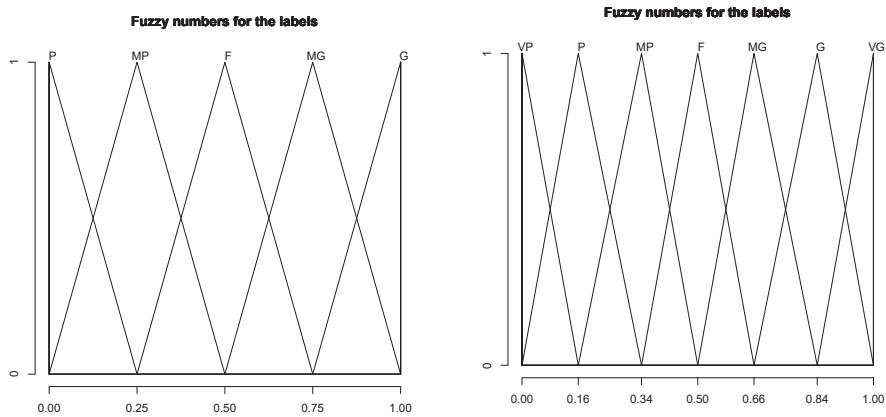 Fuzzy numbers for the labels
P MP F MG G
1
0
0.00 0.25 0.50 0.75 1.00
Fuzzy numbers for the labels
VP P MP F MG G VG
1
0
0.00 0.16 0.34 0.50 0.66 0.84 1.00